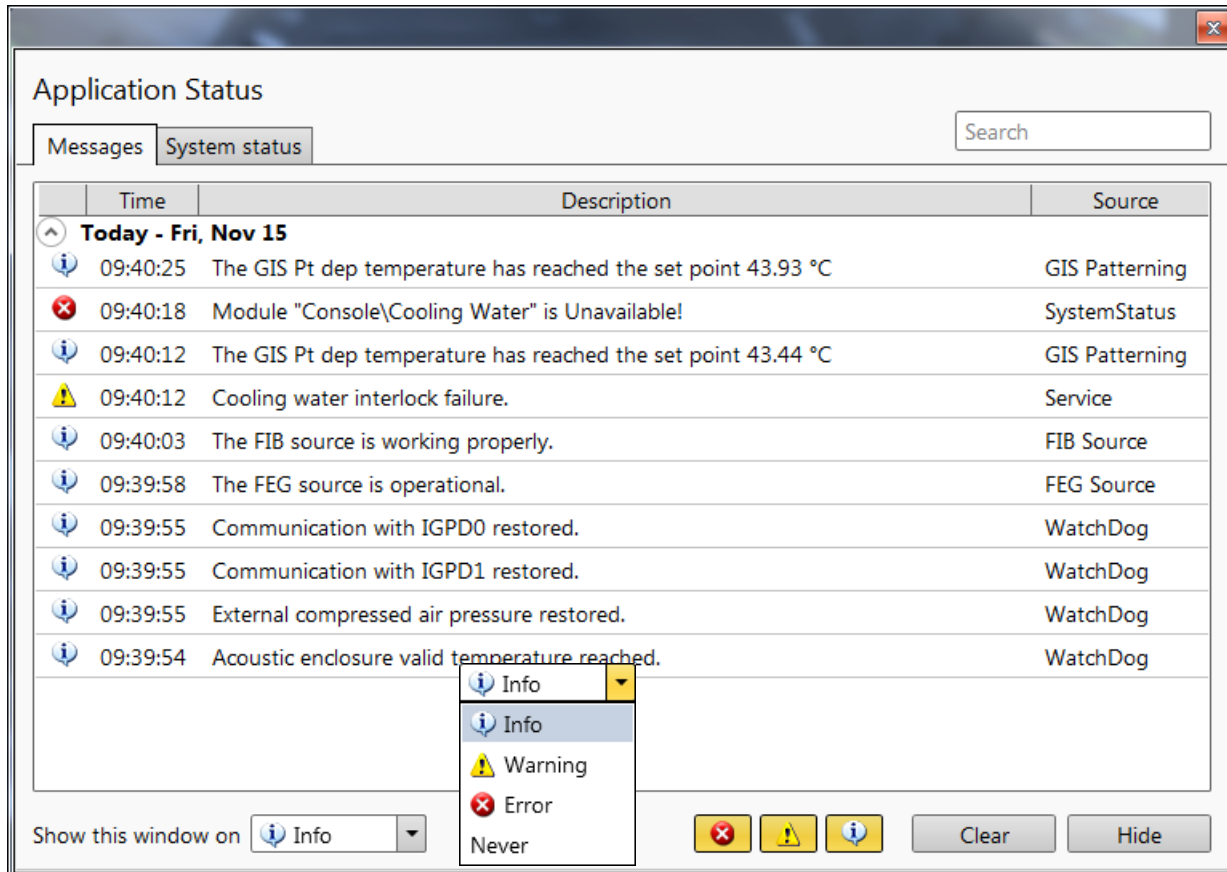 Application Status
Search
Messages System status
Time Description Source
Today - Fri, Nov 15
09:40:25 The GIS Pt dep temperature has reached the set point 43.93 °C GIS Patterning
09:40:18 Module "Console\Cooling Water" is Unavailable! SystemStatus
09:40:12 The GIS Pt dep temperature has reached the set point 43.44 °C GIS Patterning
09:40:12 Cooling water interlock failure. Service
09:40:03 The FIB source is working properly. FIB Source
09:39:58 The FEG source is operational. FEG Source
09:39:55 Communication with IGPD0 restored. WatchDog
09:39:55 Communication with IGPD1 restored. WatchDog
09:39:55 External compressed air pressure restored. WatchDog
09:39:54 Acoustic enclosure valid temperature reached. WatchDog
Info
Info
Warning
Error
Never
Show this window on Info Clear Hide